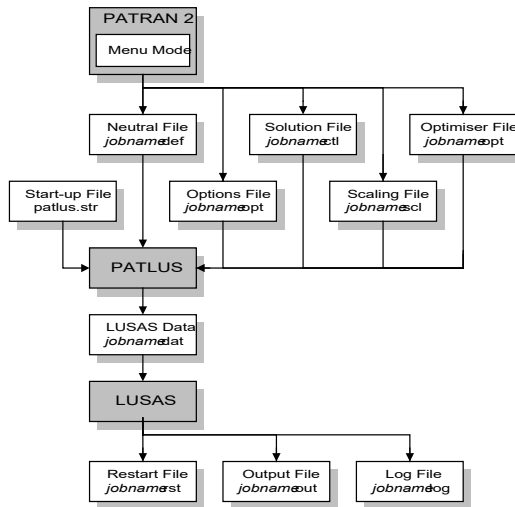 PATRAN 2
Menu Mode
Neutral File
jobname.def
Solution File
jobname.ctl
Optimiser File
jobname.opt
Start-up File
patlus.str
Options File
jobname.opt
Scaling File
jobname.scl
PATLUS
LUSAS Data
jobname.dat
LUSAS
Restart File
jobname.rst
Output File
jobname.out
Log File
jobname.log